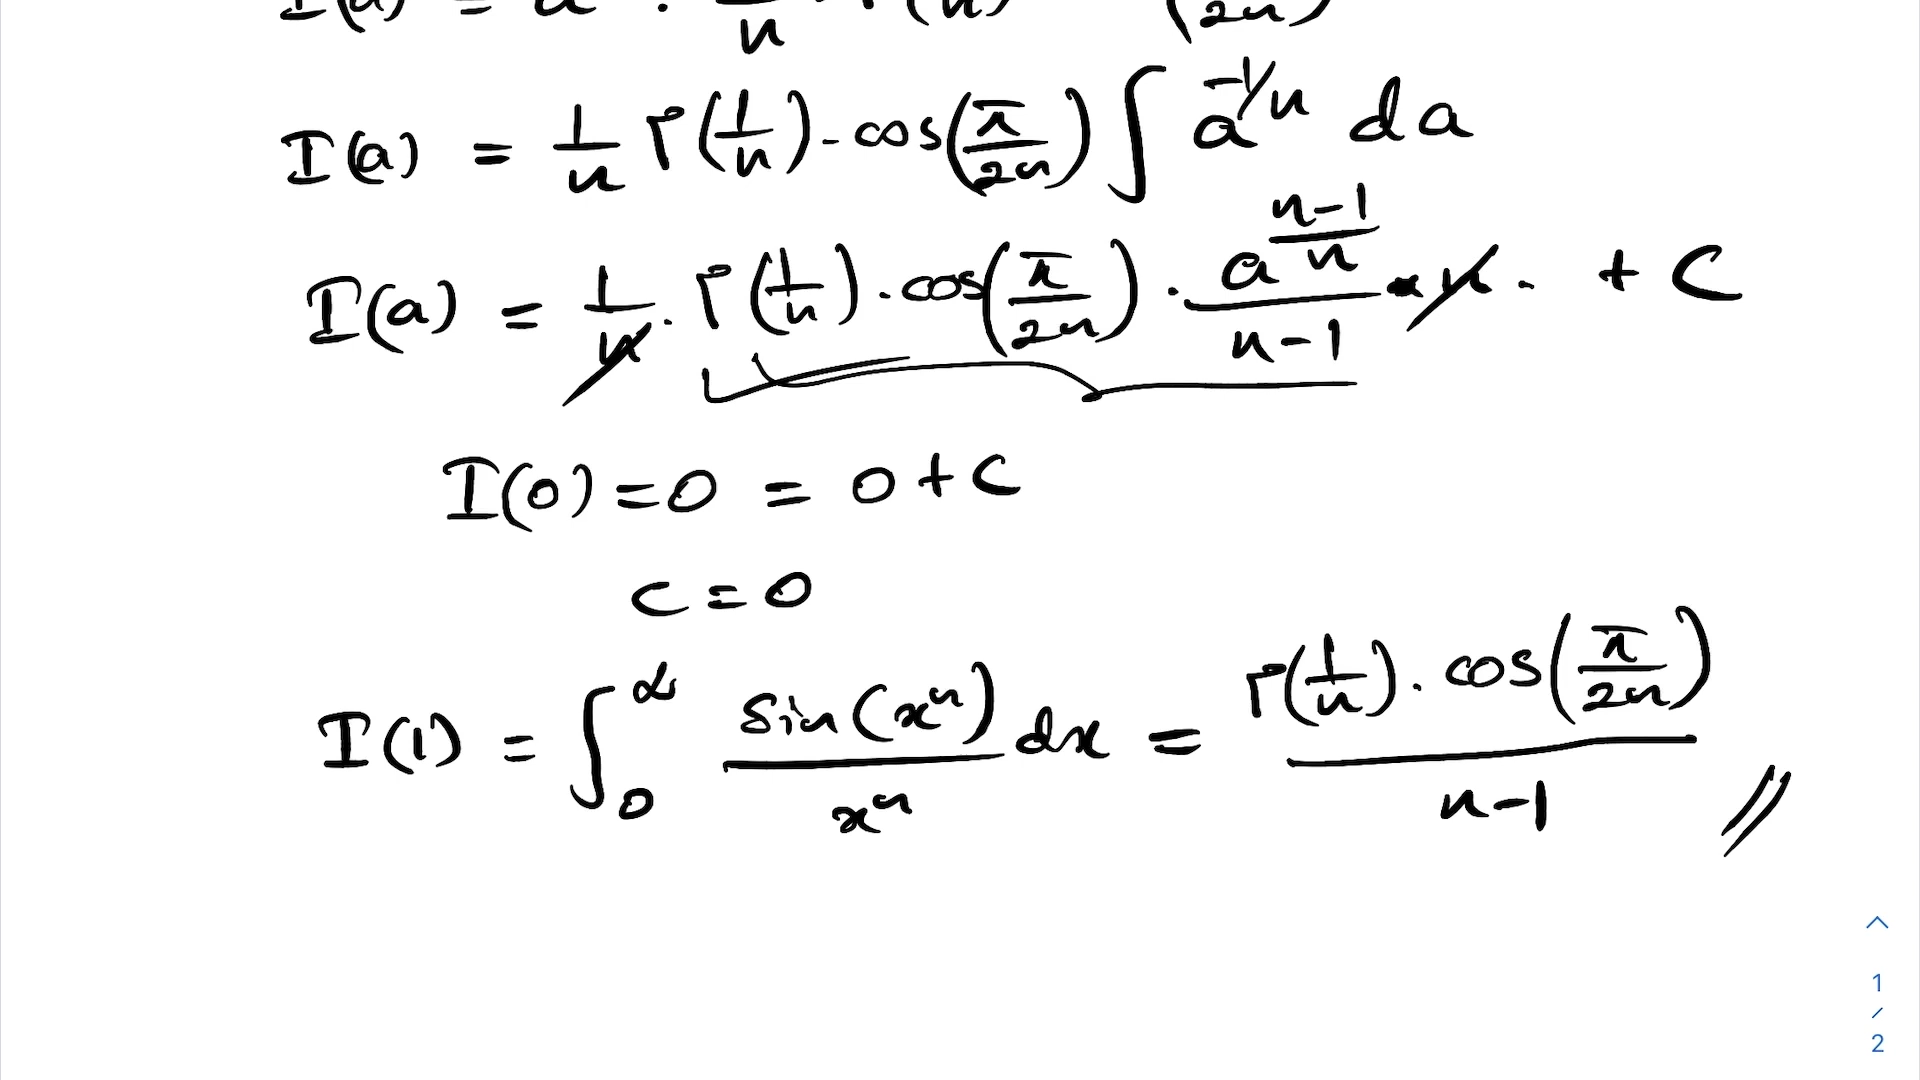 I(a) = 1/n Γ(1/n) . cos(π/2n) ∫ a^(-1/n) da
I(a) = 1/n . Γ(1/n) . cos(π/2n) . a^((n-1)/n) / (n-1) . n . + C
I(0) = 0 = 0 + C
C = 0
I(1) = ∫_0^∞ sin(x^n) / x^n dx = Γ(1/n) . cos(π/2n) / (n-1)
1 / 2